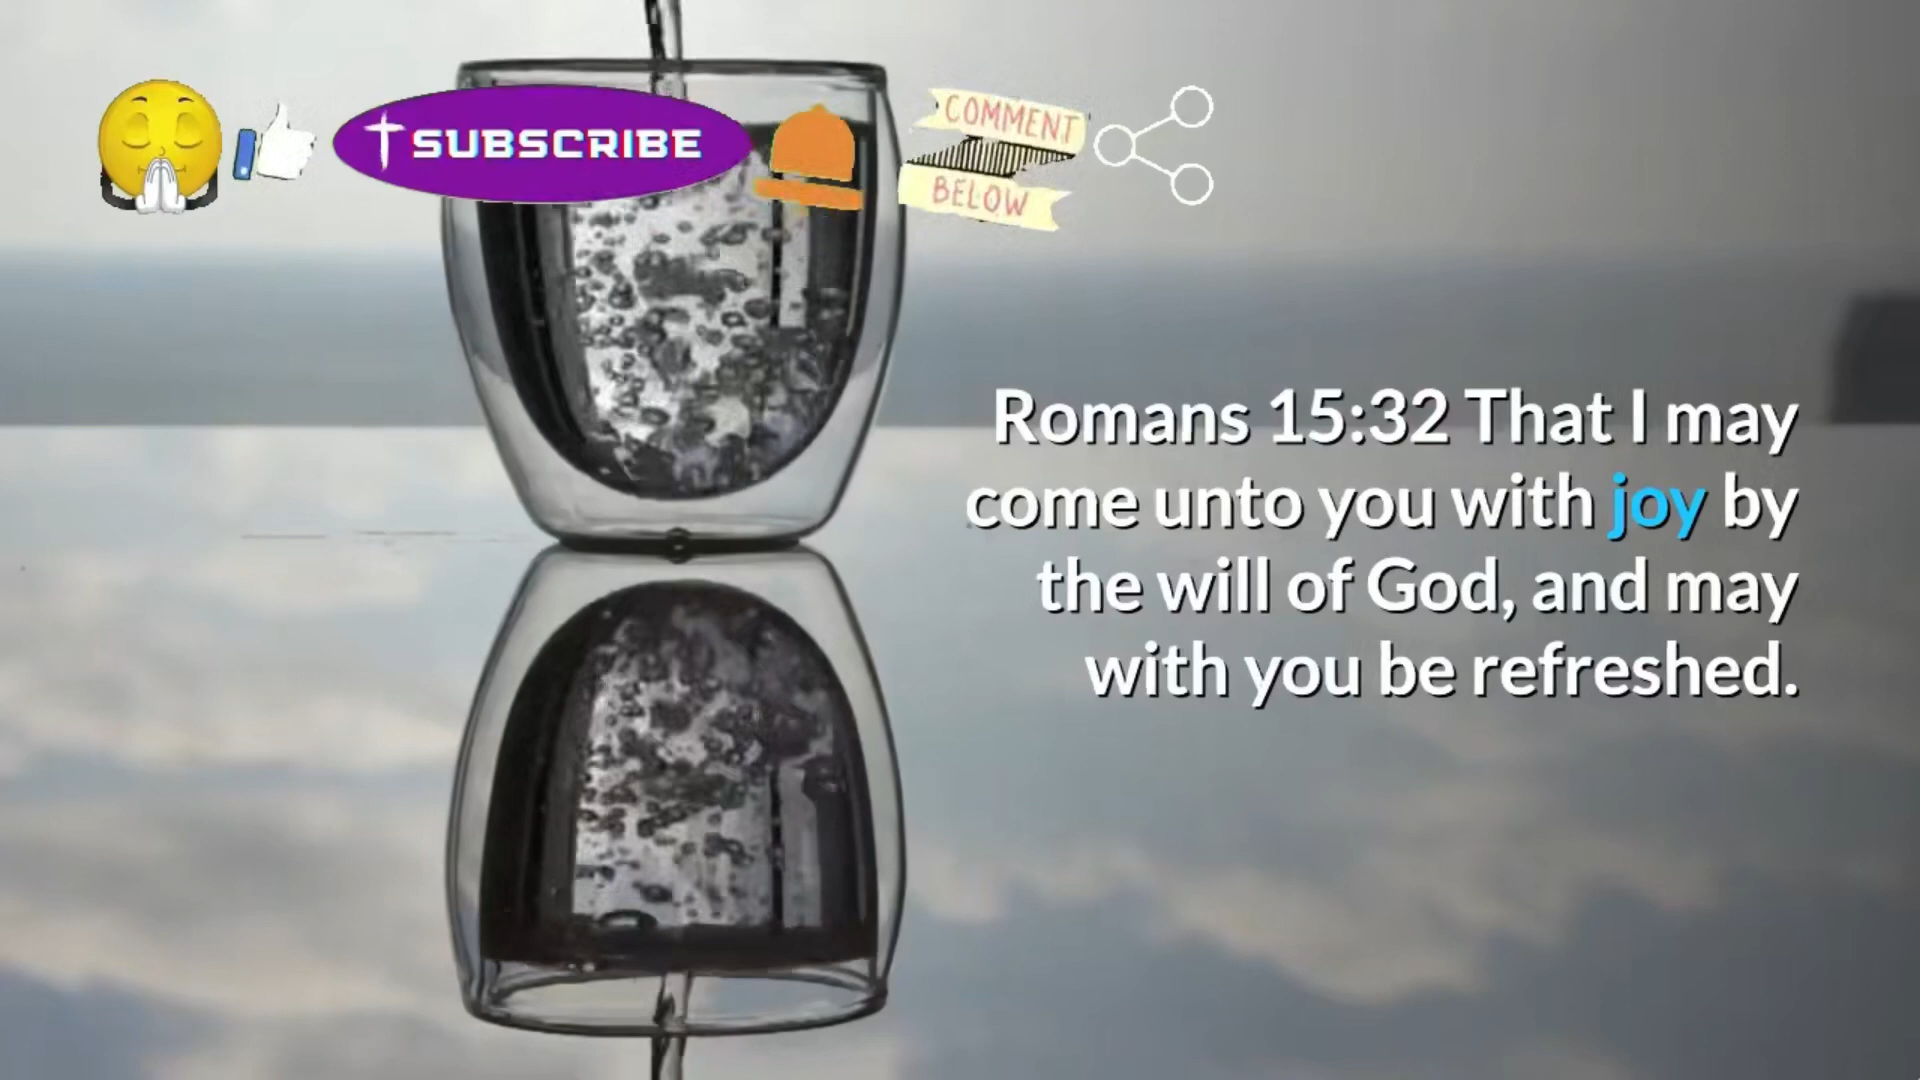 SUBSCRIBE
COMMENT
BELOW
Romans 15:32 That I may
come unto you with joy by
the will of God, and may
with you be refreshed.